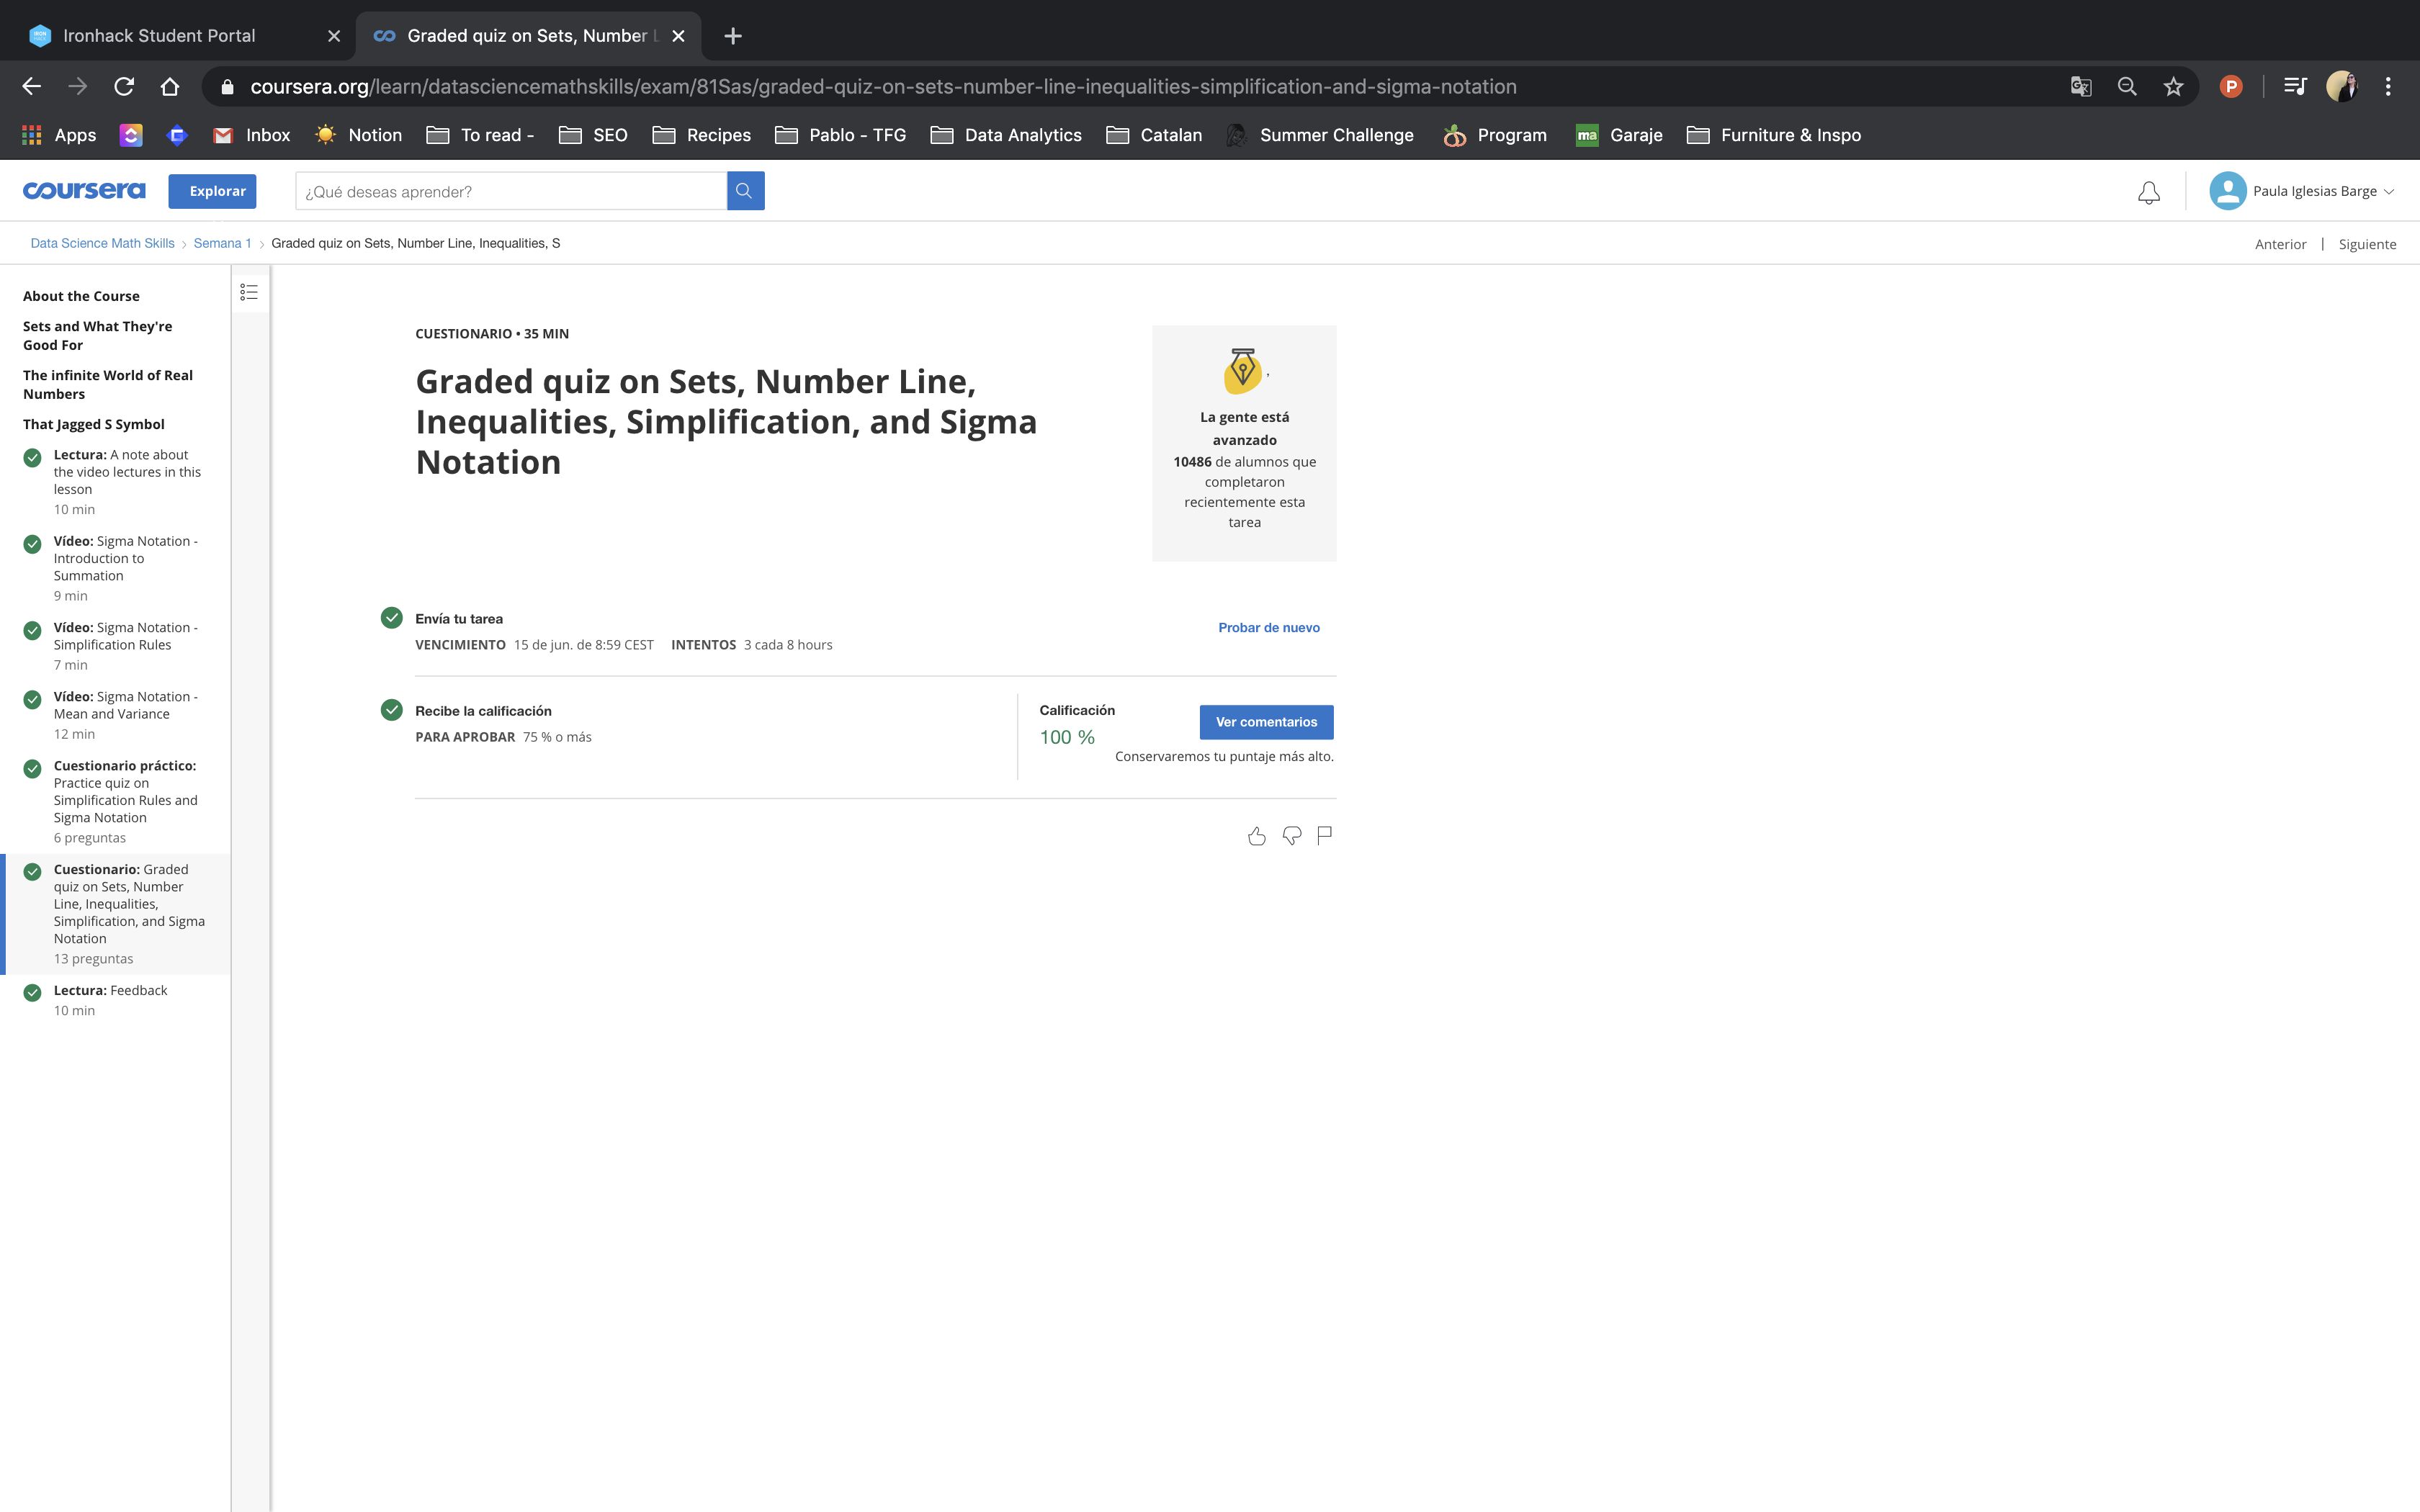 Ironhack Student Portal
Graded quiz on Sets, Number L
coursera.org/learn/datasciencemathskills/exam/81Sas/graded-quiz-on-sets-number-line-inequalities-simplification-and-sigma-notation
P
Apps
Inbox
Notion
To read -
SEO
Recipes
Pablo - TFG
Data Analytics
Catalan
Summer Challenge
Program
ma
Garaje
Furniture & Inspo
coursera
Explorar
¿Qué deseas aprender?
Paula Iglesias Barge
Data Science Math Skills > Semana 1 > Graded quiz on Sets, Number Line, Inequalities, S
Anterior | Siguiente
About the Course
Sets and What They're
Good For
The infinite World of Real
Numbers
That Jagged S Symbol
Lectura: A note about
the video lectures in this
lesson
10 min
Vídeo: Sigma Notation -
Introduction to
Summation
9 min
Vídeo: Sigma Notation -
Simplification Rules
7 min
Vídeo: Sigma Notation -
Mean and Variance
12 min
Cuestionario práctico:
Practice quiz on
Simplification Rules and
Sigma Notation
6 preguntas
Cuestionario: Graded
quiz on Sets, Number
Line, Inequalities,
Simplification, and Sigma
Notation
13 preguntas
Lectura: Feedback
10 min
CUESTIONARIO • 35 MIN
Graded quiz on Sets, Number Line,
Inequalities, Simplification, and Sigma
Notation
,
La gente está
avanzado
10486 de alumnos que
completaron
recientemente esta
tarea
Envía tu tarea
VENCIMIENTO 15 de jun. de 8:59 CEST INTENTOS 3 cada 8 hours
Probar de nuevo
Recibe la calificación
PARA APROBAR 75 % o más
Calificación
100 %
Ver comentarios
Conservaremos tu puntaje más alto.